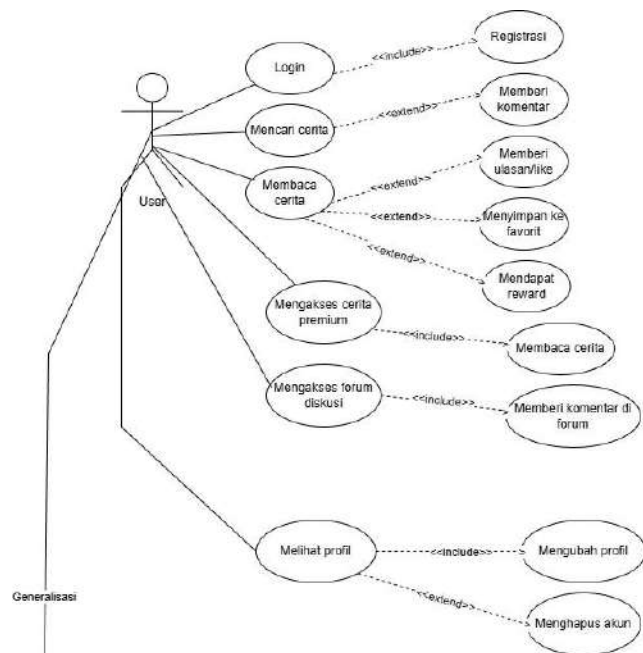 Registrasi
<<include>>
Login
Memberi
komentar
<<extend>>
Mencari cerita
Memberi
ulasan/like
<<extend>>
Membaca
cerita
User
<<extend>>
Menyimpan ke
favorit
<<extend>>
Mendapat
reward
Mengakses cerita
premium
<<include>>
Membaca cerita
Mengakses forum
diskusi
<<include>>
Memberi komentar di
forum
Melihat profil
<<include>>
Mengubah profil
Generalisasi
<<extend>>
Menghapus akun